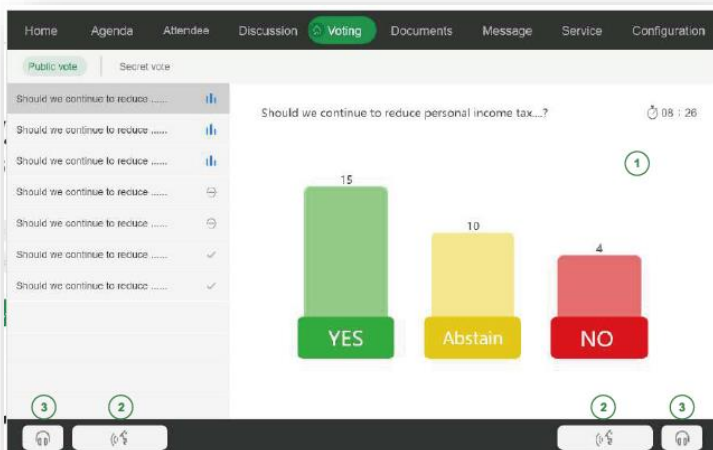 Home Agenda Attendee Discussion Voting Documents Message Service Configuration
Public vote Secret vote
Should we continue to reduce ......
Should we continue to reduce ......
Should we continue to reduce ......
Should we continue to reduce ......
Should we continue to reduce ......
Should we continue to reduce ......
Should we continue to reduce ......
Should we continue to reduce personal income tax...? 08 : 26
1
15
10
4
YES Abstain NO
3 2 2 3